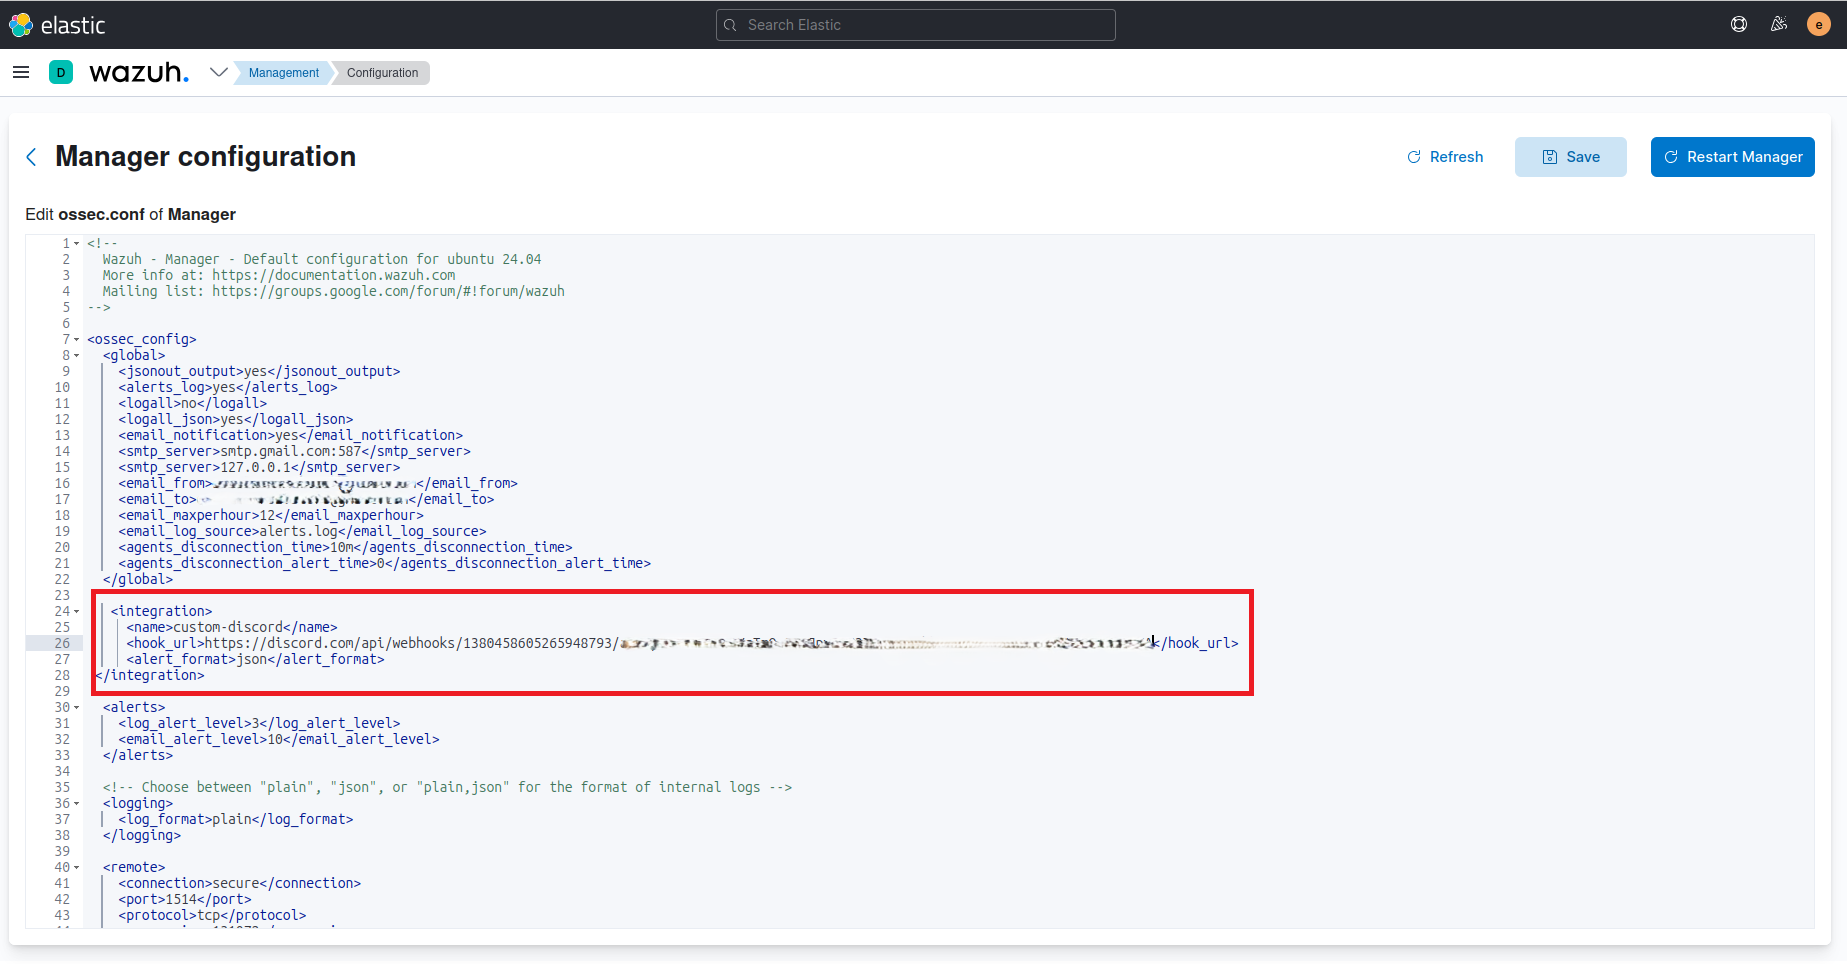 elastic
Search Elastic
e
D
wazuh.
Management
Configuration
Manager configuration
Refresh
Save
Restart Manager
Edit ossec.conf of Manager
1 <!--
2 Wazuh - Manager - Default configuration for ubuntu 24.04
3 More info at: https://documentation.wazuh.com
4 Mailing list: https://groups.google.com/forum/#!forum/wazuh
5 -->
6
7 <ossec_config>
8 <global>
9 <jsonout_output>yes</jsonout_output>
10 <alerts_log>yes</alerts_log>
11 <logall>no</logall>
12 <logall_json>yes</logall_json>
13 <email_notification>yes</email_notification>
14 <smtp_server>smtp.gmail.com:587</smtp_server>
15 <smtp_server>127.0.0.1</smtp_server>
16 <email_from></email_from>
17 <email_to></email_to>
18 <email_maxperhour>12</email_maxperhour>
19 <email_log_source>alerts.log</email_log_source>
20 <agents_disconnection_time>10m</agents_disconnection_time>
21 <agents_disconnection_alert_time>0</agents_disconnection_alert_time>
22 </global>
23
24 <integration>
25 <name>custom-discord</name>
26 <hook_url>https://discord.com/api/webhooks/1380458605265948793/</hook_url>
27 <alert_format>json</alert_format>
28 </integration>
29
30 <alerts>
31 <log_alert_level>3</log_alert_level>
32 <email_alert_level>10</email_alert_level>
33 </alerts>
34
35 <!-- Choose between "plain", "json", or "plain,json" for the format of internal logs -->
36 <logging>
37 <log_format>plain</log_format>
38 </logging>
39
40 <remote>
41 <connection>secure</connection>
42 <port>1514</port>
43 <protocol>tcp</protocol>